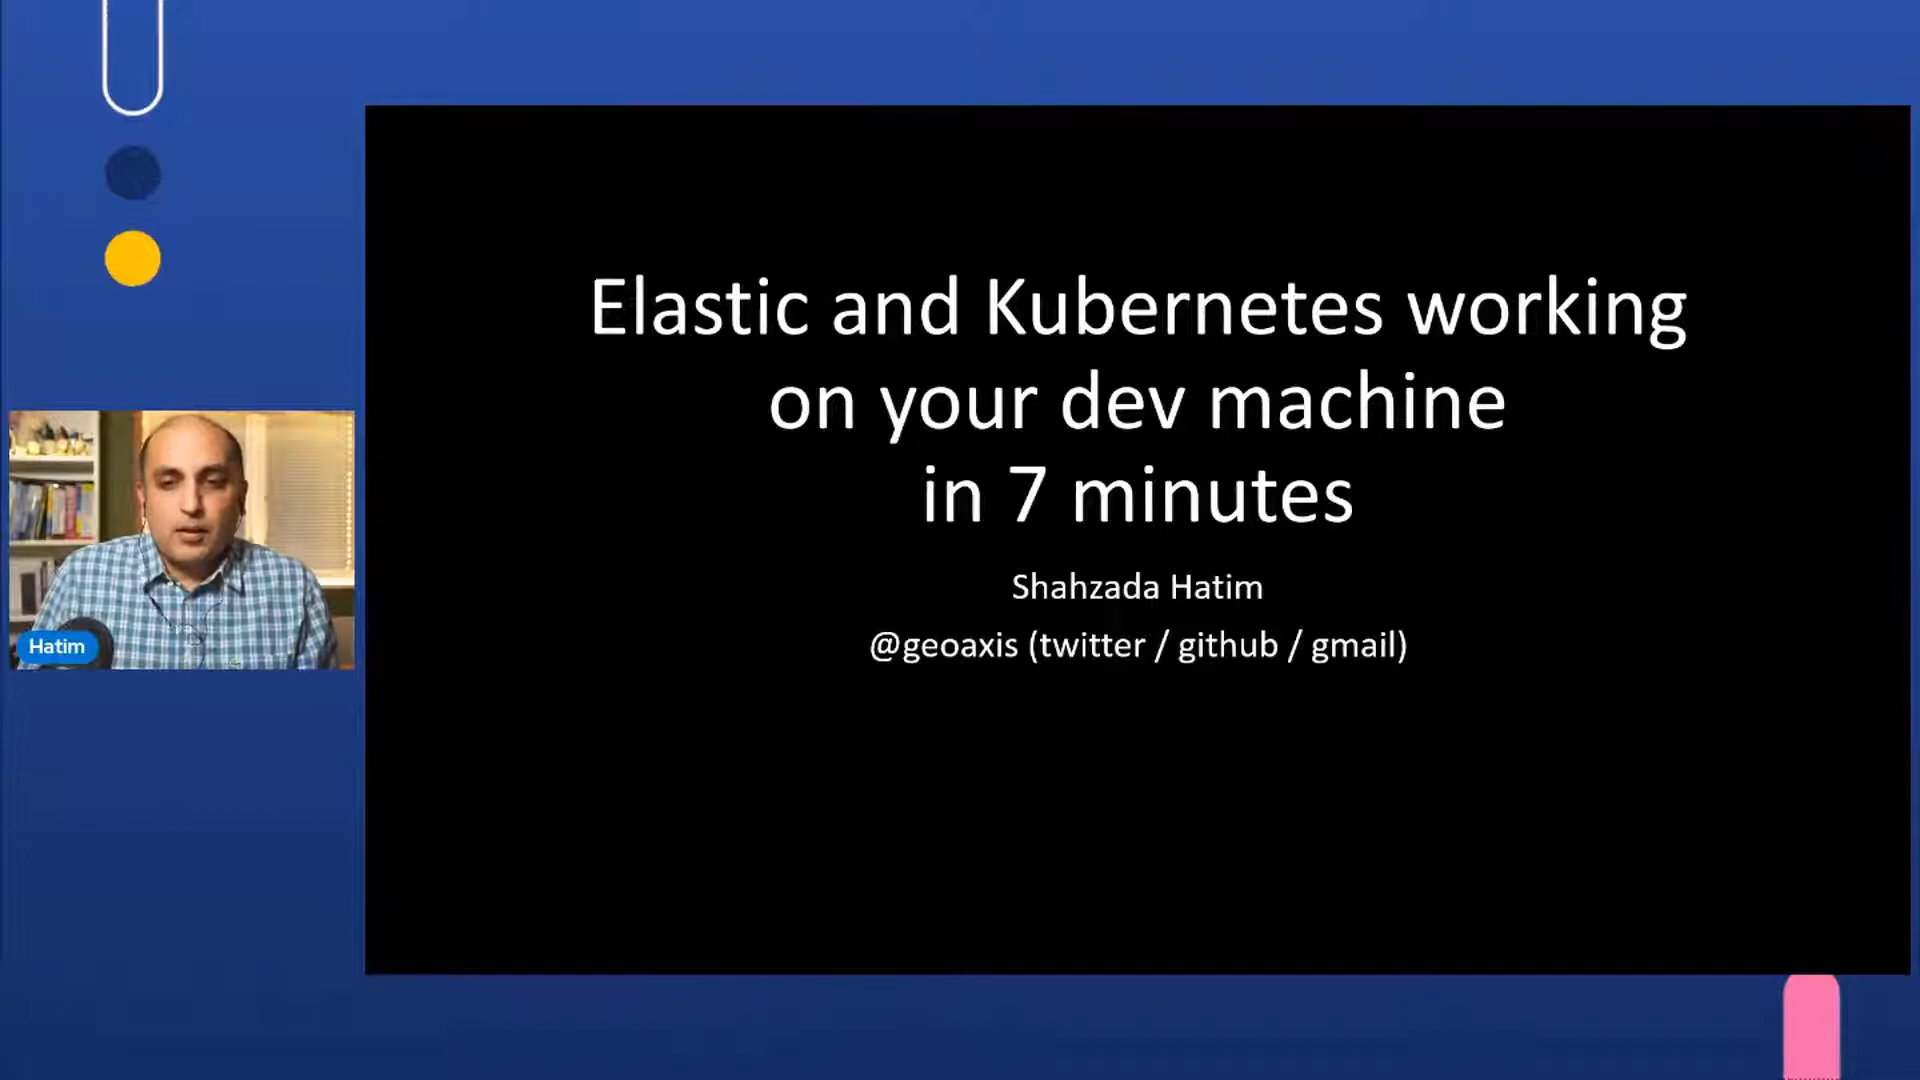 Elastic and Kubernetes working
on your dev machine
in 7 minutes
Shahzada Hatim
@geoaxis (twitter / github / gmail)
Hatim